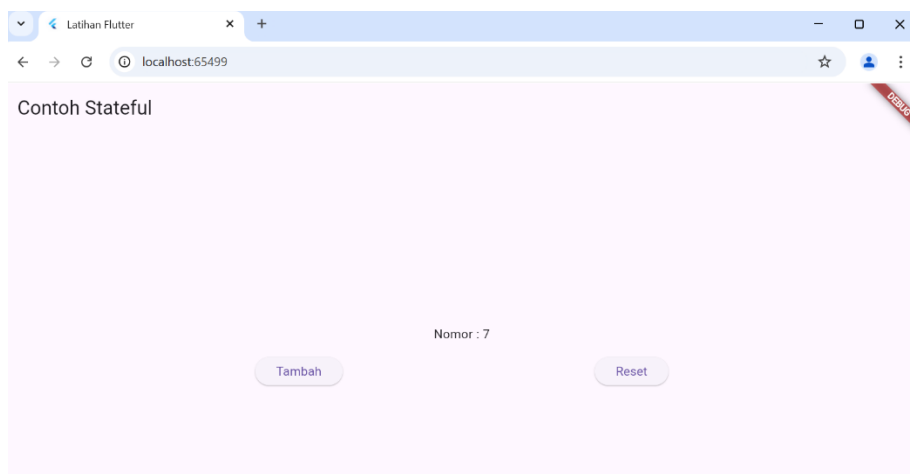 Latihan Flutter
localhost:65499
Contoh Stateful
DEBUG
Nomor : 7
Tambah Reset